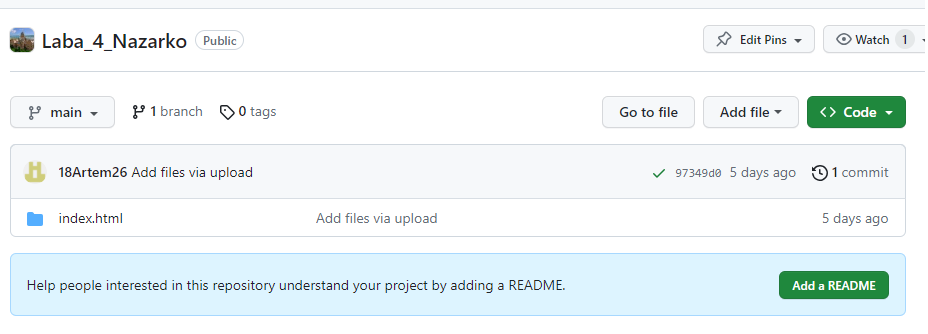 Laba_4_Nazarko Public Edit Pins Watch 1
main 1 branch 0 tags Go to file Add file Code
18Artem26 Add files via upload 97349d0 5 days ago 1 commit
index.html Add files via upload 5 days ago
Help people interested in this repository understand your project by adding a README. Add a README